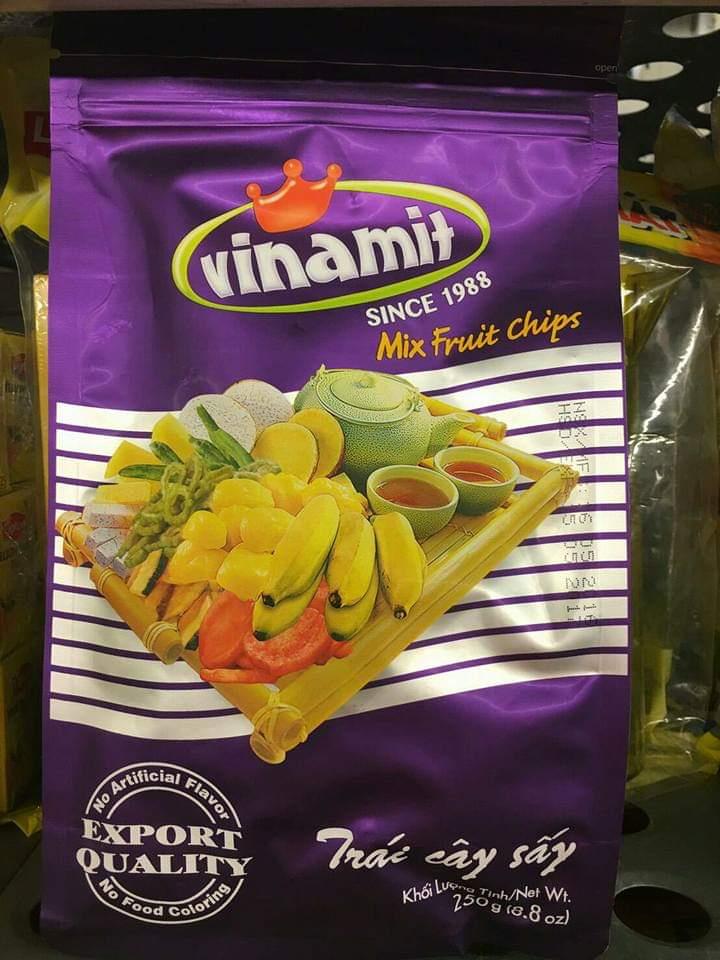 open
vinamit
SINCE 1988
Mix Fruit Chips
No Artificial Flavor
EXPORT
QUALITY
No Food Coloring
Trái cây sấy
Khối Lượng Tịnh/Net Wt.
250 g (8.8 oz)